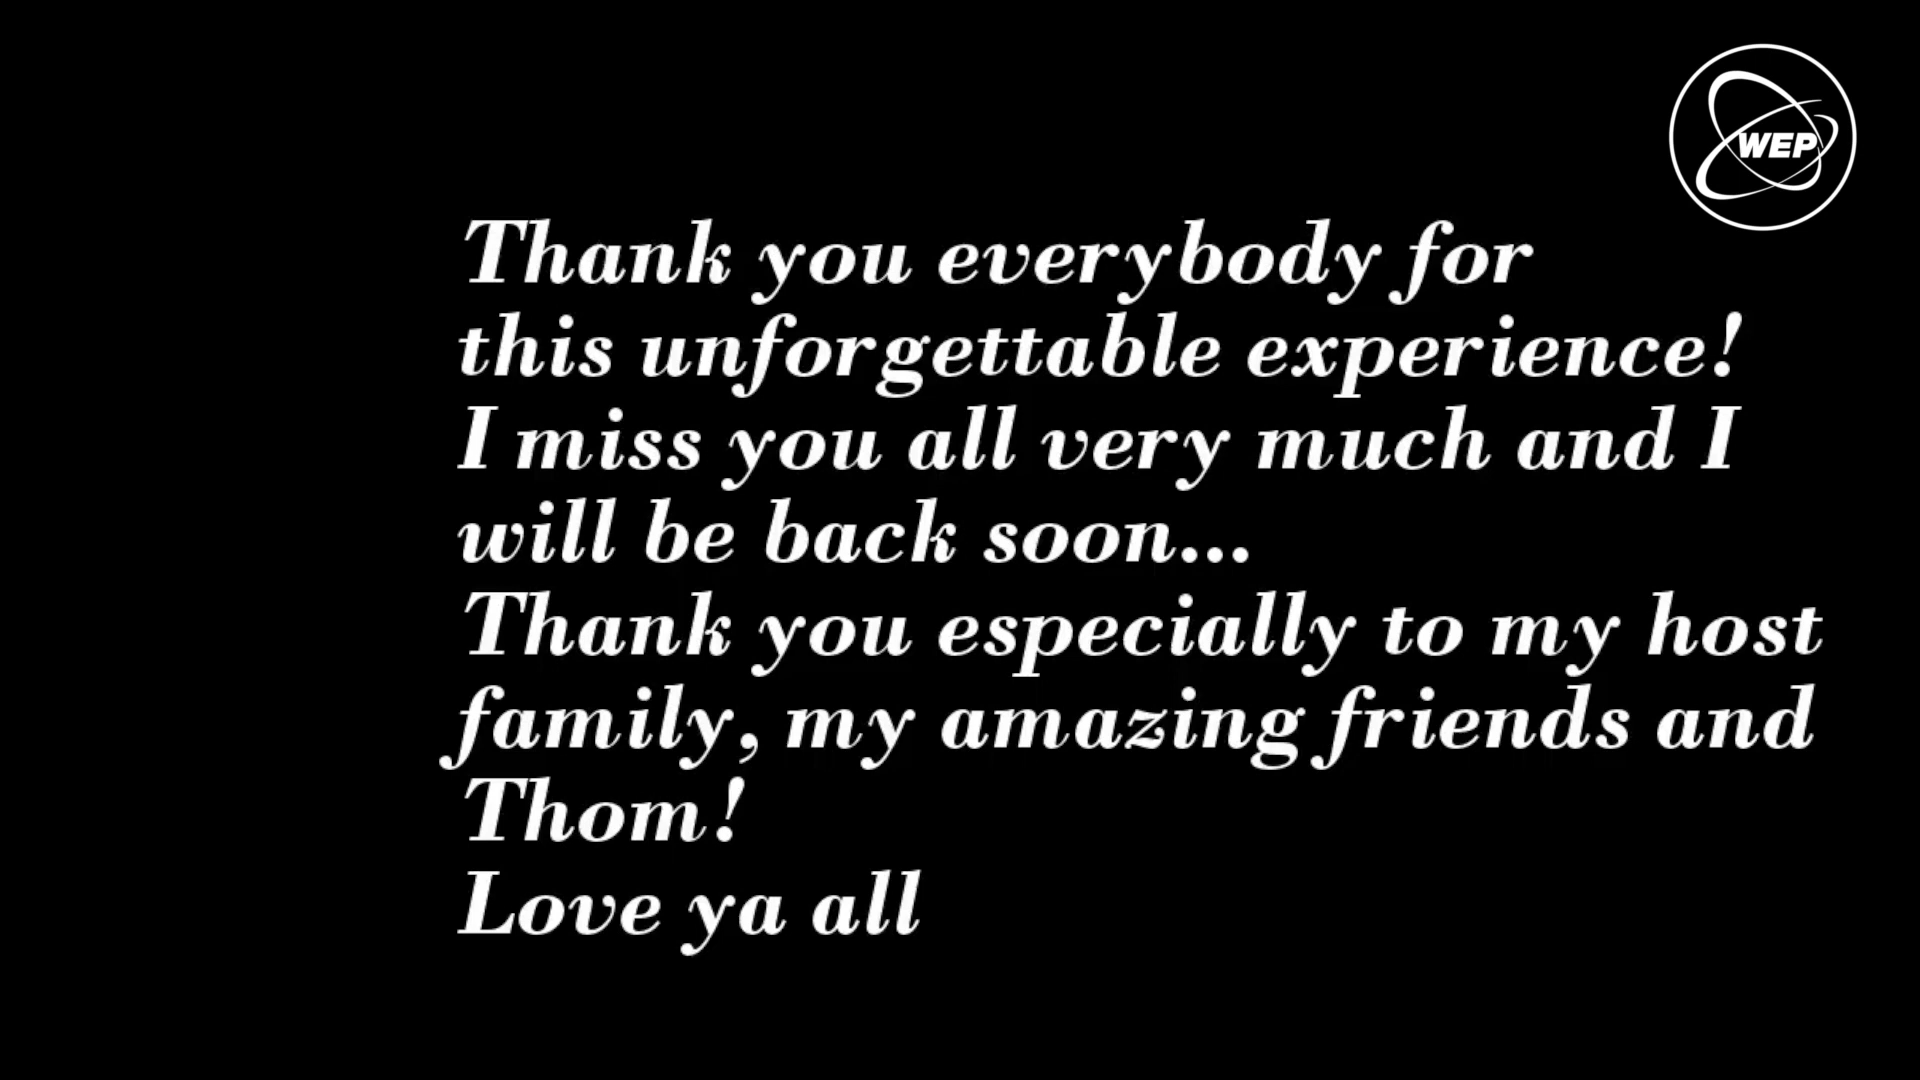 WEP
Thank you everybody for
this unforgettable experience!
I miss you all very much and I
will be back soon...
Thank you especially to my host
family, my amazing friends and
Thom!
Love ya all